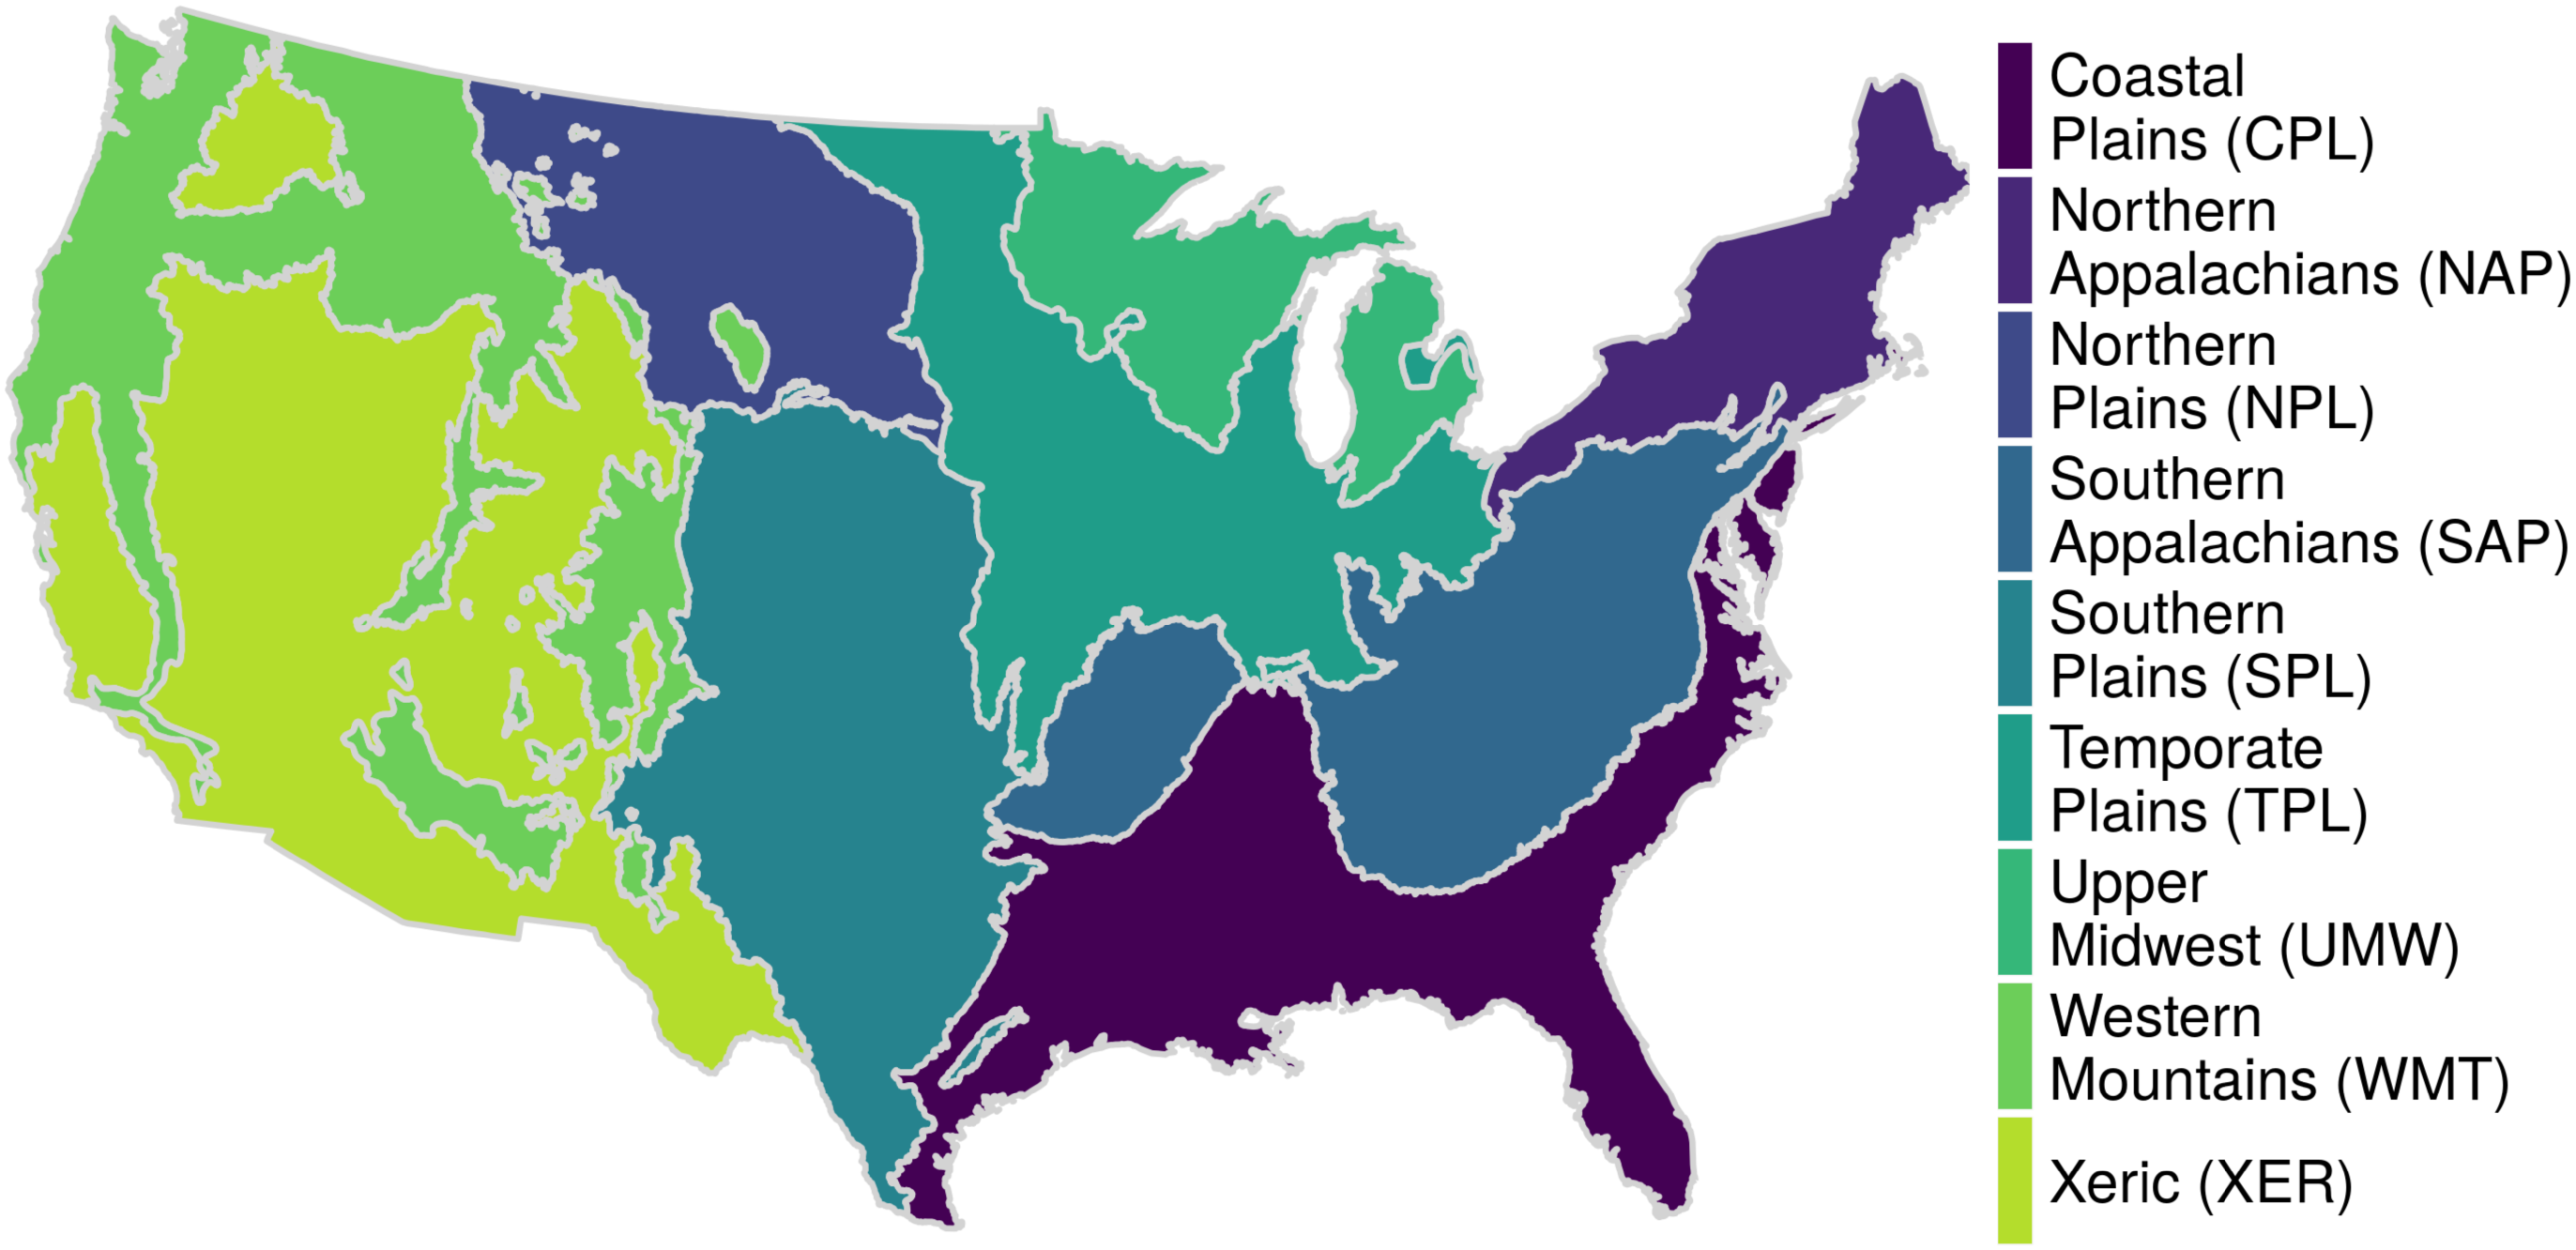 Coastal
Plains (CPL)
Northern
Appalachians (NAP)
Northern
Plains (NPL)
Southern
Appalachians (SAP)
Southern
Plains (SPL)
Temporate
Plains (TPL)
Upper
Midwest (UMW)
Western
Mountains (WMT)
Xeric (XER)